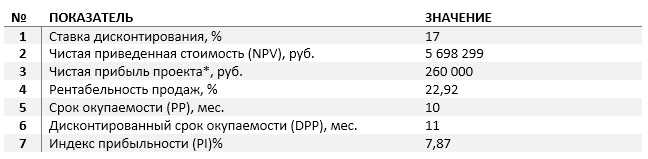 № ПОКАЗАТЕЛЬ ЗНАЧЕНИЕ
1 Ставка дисконтирования, % 17
2 Чистая приведенная стоимость (NPV), руб. 5 698 299
3 Чистая прибыль проекта*, руб. 260 000
4 Рентабельность продаж, % 22,92
5 Срок окупаемости (PP), мес. 10
6 Дисконтированный срок окупаемости (DPP), мес. 11
7 Индекс прибыльности (PI)% 7,87